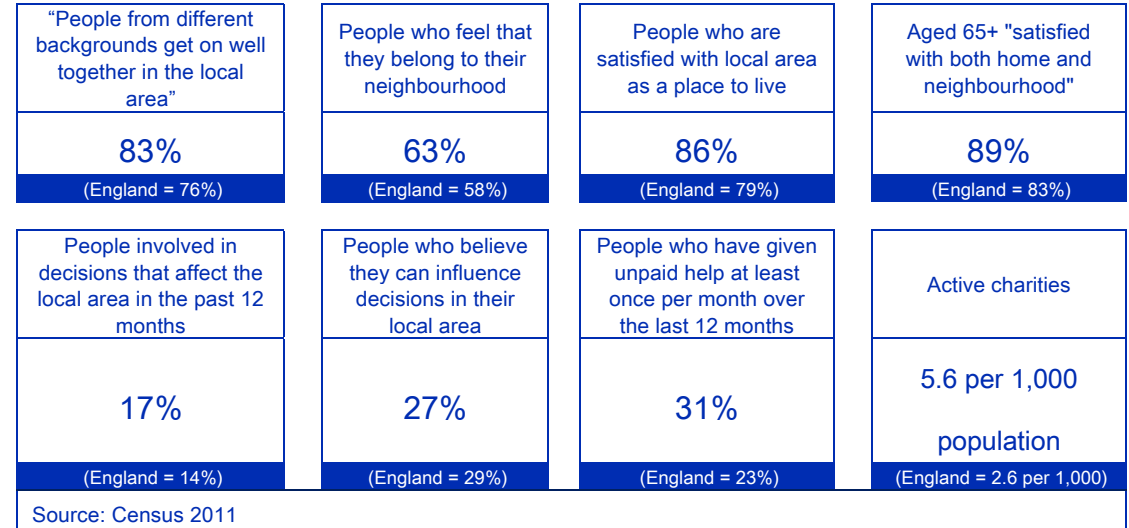 “People from different
backgrounds get on well
together in the local
area”
83%
(England = 76%)
People who feel that
they belong to their
neighbourhood
63%
(England = 58%)
People who are
satisfied with local area
as a place to live
86%
(England = 79%)
Aged 65+ "satisfied
with both home and
neighbourhood"
89%
(England = 83%)
People involved in
decisions that affect the
local area in the past 12
months
17%
(England = 14%)
People who believe
they can influence
decisions in their
local area
27%
(England = 29%)
People who have given
unpaid help at least
once per month over
the last 12 months
31%
(England = 23%)
Active charities
5.6 per 1,000
population
(England = 2.6 per 1,000)
Source: Census 2011